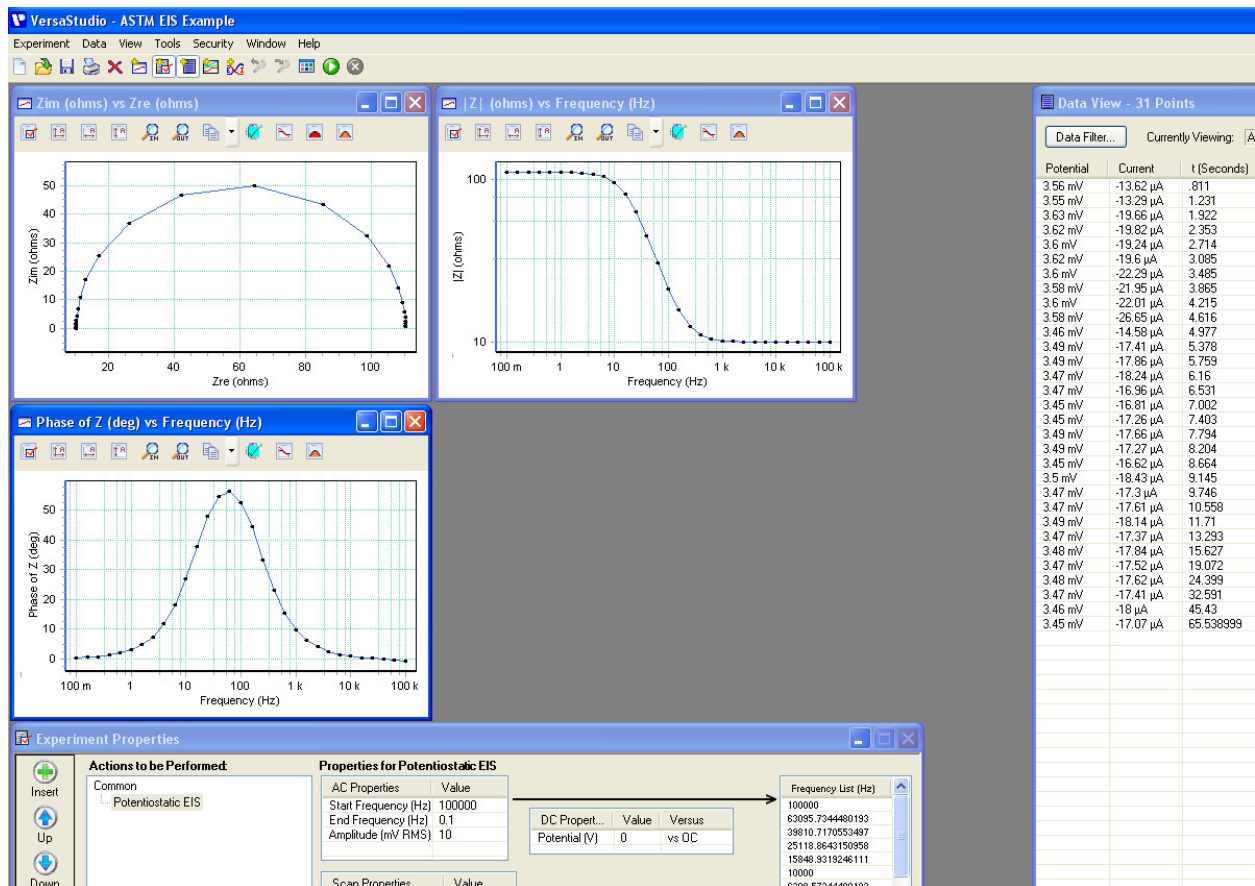 VersaStudio - ASTM EIS Example
Experiment Data View Tools Security Window Help
Zim (ohms) vs Zre (ohms)
50
40
30
20
10
0
Zim (ohms)
20 40 60 80 100
Zre (ohms)
|Z| (ohms) vs Frequency (Hz)
100
10
|Z| (ohms)
100 m 1 10 100 1 k 10 k 100 k
Frequency (Hz)
Phase of Z (deg) vs Frequency (Hz)
50
40
30
20
10
0
Phase of Z (deg)
100 m 1 10 100 1 k 10 k 100 k
Frequency (Hz)
Data View - 31 Points
Data Filter... Currently Viewing: A
Potential Current t (Seconds)
3.56 mV -13.62 µA .811
3.55 mV -13.29 µA 1.231
3.63 mV -19.66 µA 1.922
3.62 mV -19.82 µA 2.353
3.6 mV -19.24 µA 2.714
3.62 mV -19.6 µA 3.085
3.6 mV -22.29 µA 3.485
3.58 mV -21.95 µA 3.865
3.6 mV -22.01 µA 4.215
3.58 mV -26.65 µA 4.616
3.46 mV -14.58 µA 4.977
3.49 mV -17.41 µA 5.378
3.49 mV -17.86 µA 5.759
3.47 mV -18.24 µA 6.16
3.47 mV -16.96 µA 6.531
3.45 mV -16.81 µA 7.002
3.45 mV -17.26 µA 7.403
3.49 mV -17.66 µA 7.794
3.49 mV -17.27 µA 8.204
3.45 mV -16.62 µA 8.664
3.5 mV -18.43 µA 9.145
3.47 mV -17.3 µA 9.746
3.47 mV -17.61 µA 10.558
3.49 mV -18.14 µA 11.71
3.47 mV -17.37 µA 13.293
3.48 mV -17.84 µA 15.627
3.47 mV -17.52 µA 19.072
3.48 mV -17.62 µA 24.399
3.47 mV -17.41 µA 32.591
3.46 mV -18 µA 45.43
3.45 mV -17.07 µA 65.538999
Experiment Properties
Insert
Up
Down
Actions to be Performed:
Common
Potentiostatic EIS
Properties for Potentiostatic EIS
AC Properties Value
Start Frequency (Hz) 100000
End Frequency (Hz) 0.1
Amplitude (mV RMS) 10
Scan Properties Value
DC Propert... Value Versus
Potential (V) 0 vs OC
Frequency List (Hz)
100000
63095.7344480193
39810.7170553497
25118.8643150958
15848.9319246111
10000